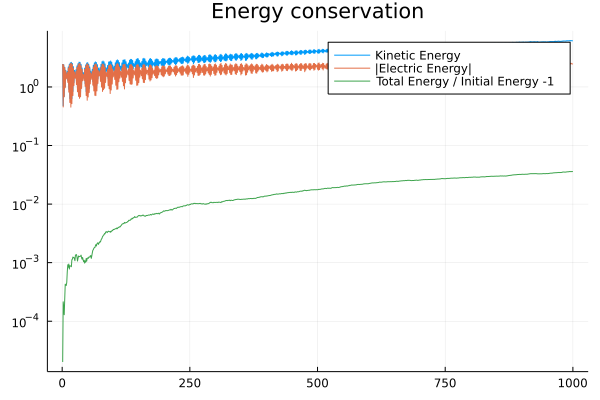 Energy conservation
Kinetic Energy
|Electric Energy|
Total Energy / Initial Energy -1
10^0
10^-1
10^-2
10^-3
10^-4
0 250 500 750 1000